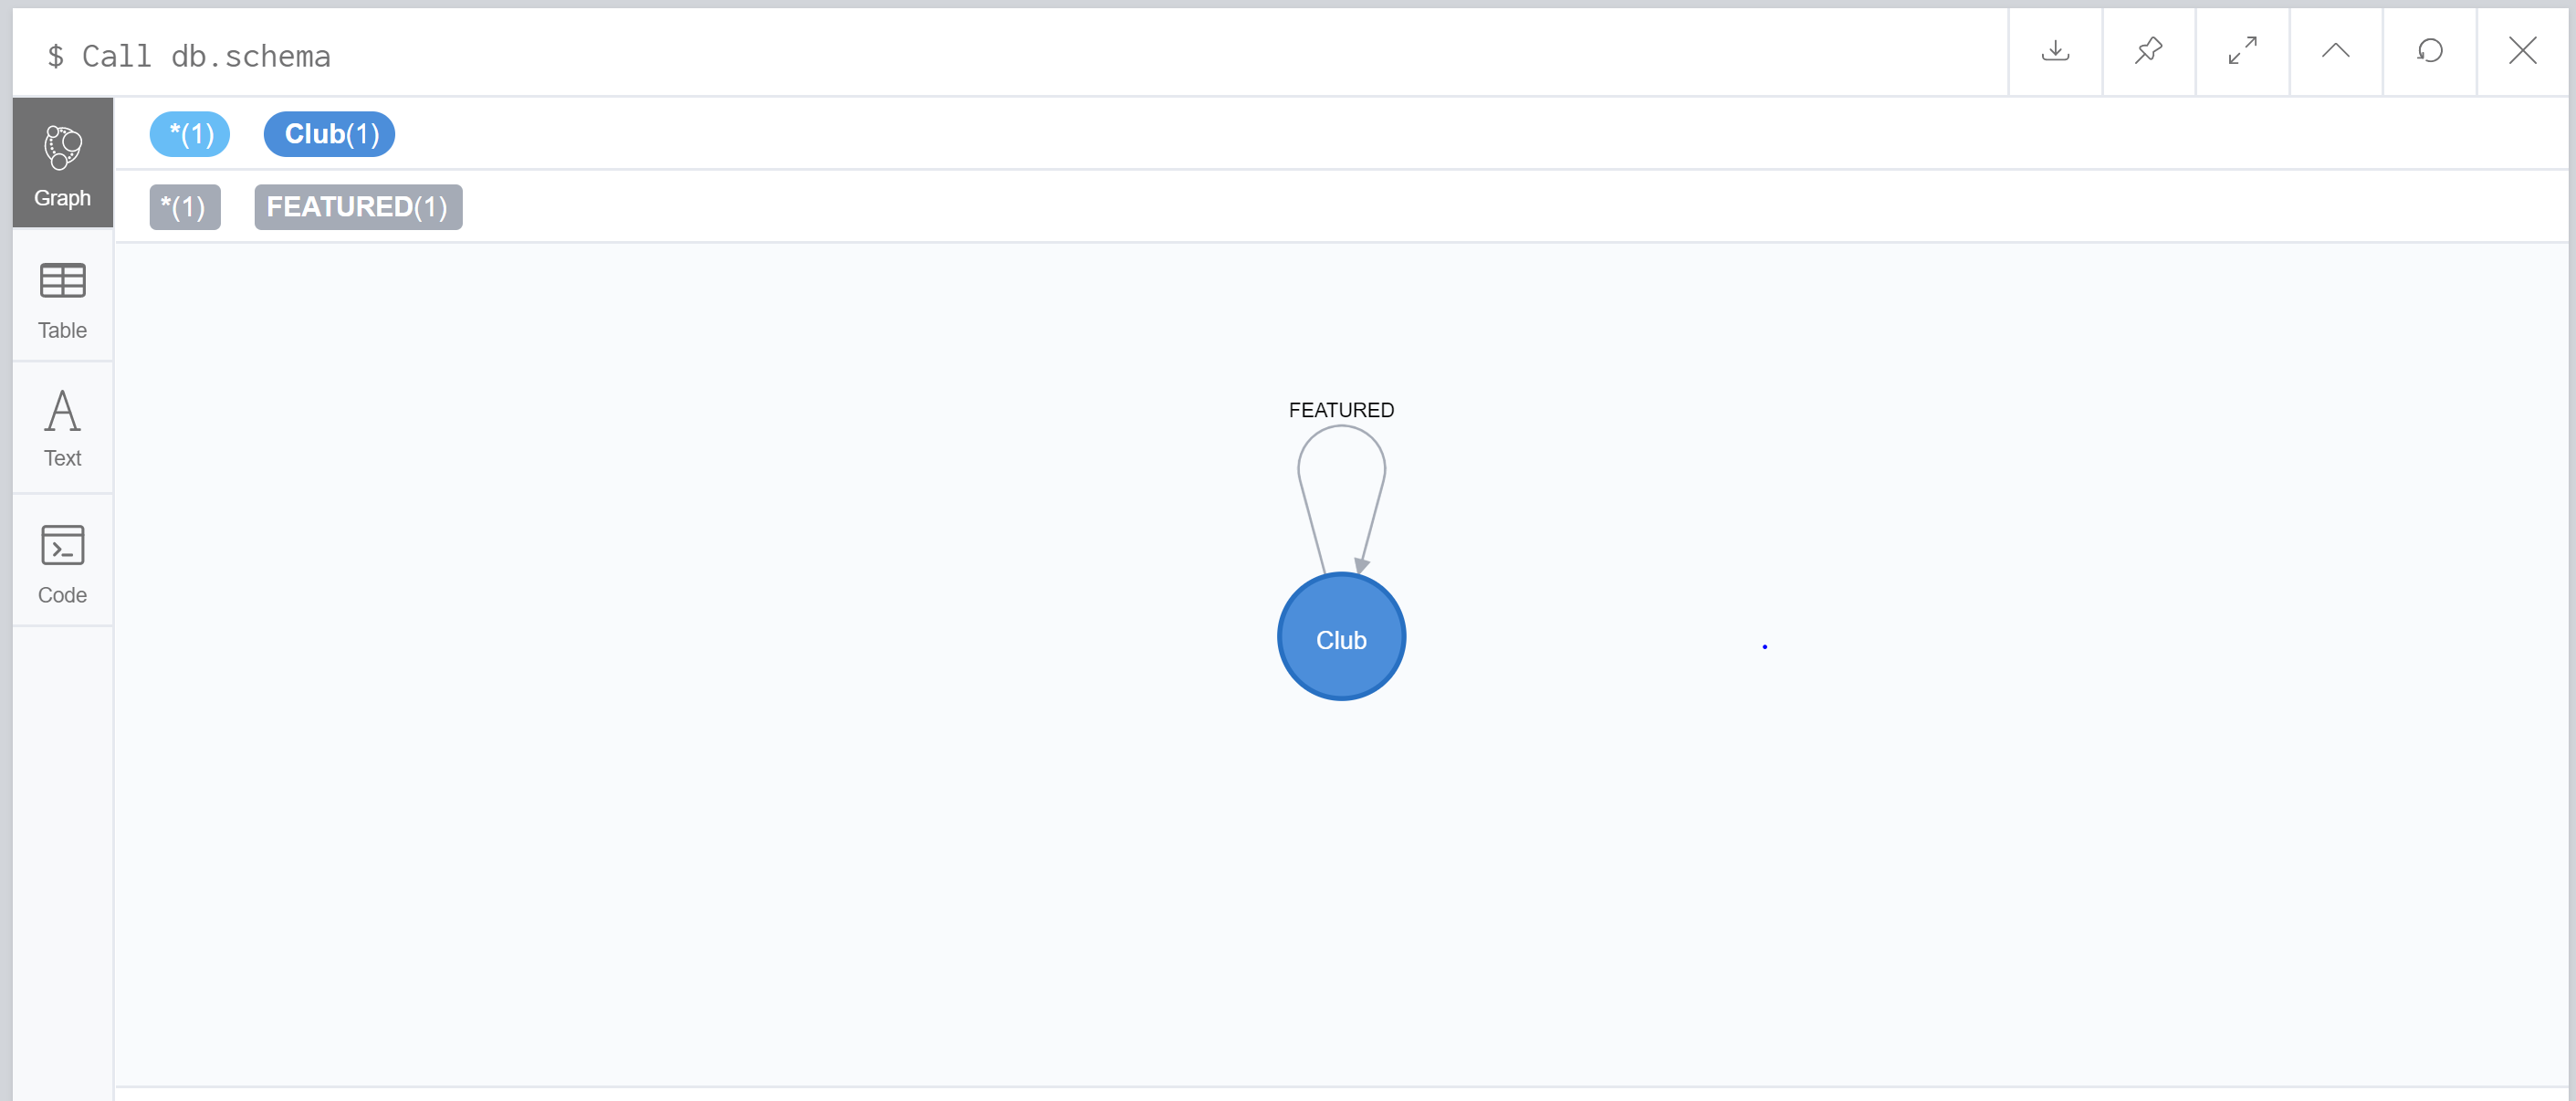 $ Call db.schema
*(1) Club(1)
*(1) FEATURED(1)
Graph
Table
Text
Code
FEATURED
Club